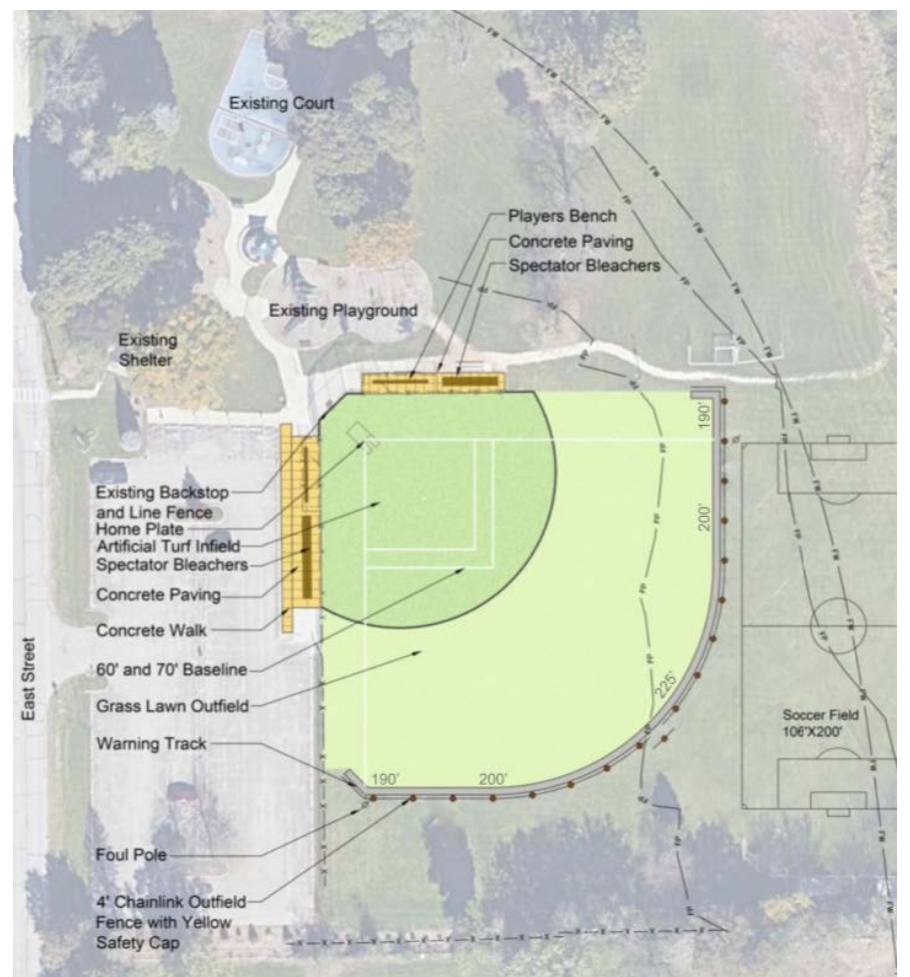 Existing Court
Players Bench
Concrete Paving
Spectator Bleachers
Existing Playground
Existing
Shelter
190'
Existing Backstop
and Line Fence
Home Plate
Artificial Turf Infield
Spectator Bleachers
200'
Concrete Paving
Concrete Walk
60' and 70' Baseline
East Street
225'
Grass Lawn Outfield
Soccer Field
106'X200'
Warning Track
190'
200'
Foul Pole
4' Chainlink Outfield
Fence with Yellow
Safety Cap